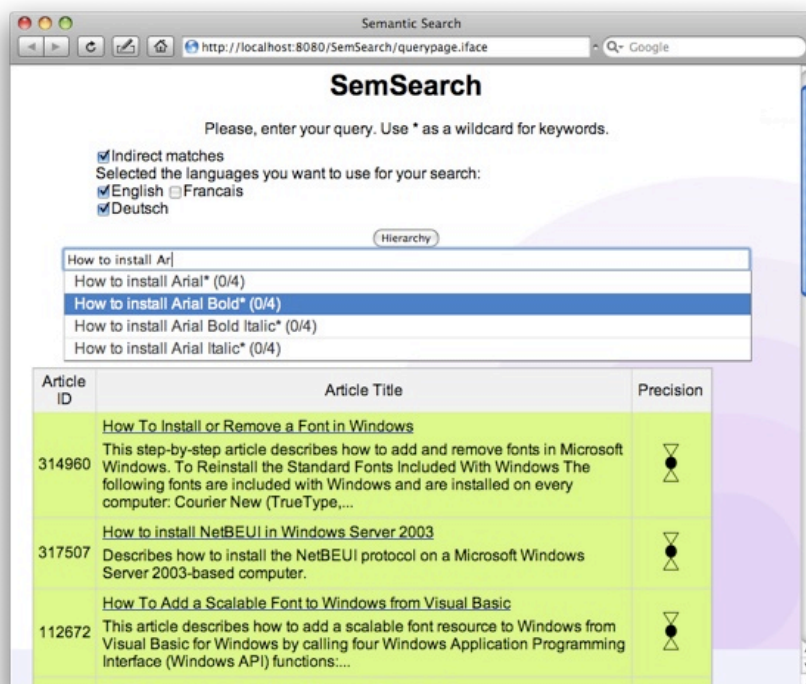 Semantic Search
http://localhost:8080/SemSearch/querypage.iface
Google
SemSearch
Please, enter your query. Use * as a wildcard for keywords.
Indirect matches
Selected the languages you want to use for your search:
English Francais
Deutsch
Hierarchy
How to install Ar
How to install Arial* (0/4)
How to install Arial Bold* (0/4)
How to install Arial Bold Italic* (0/4)
How to install Arial Italic* (0/4)
Article ID Article Title Precision
How To Install or Remove a Font in Windows
314960 This step-by-step article describes how to add and remove fonts in Microsoft
Windows. To Reinstall the Standard Fonts Included With Windows The
following fonts are included with Windows and are installed on every
computer: Courier New (TrueType,...
How to install NetBEUI in Windows Server 2003
317507 Describes how to install the NetBEUI protocol on a Microsoft Windows
Server 2003-based computer.
How To Add a Scalable Font to Windows from Visual Basic
112672 This article describes how to add a scalable font resource to Windows from
Visual Basic for Windows by calling four Windows Application Programming
Interface (Windows API) functions:...